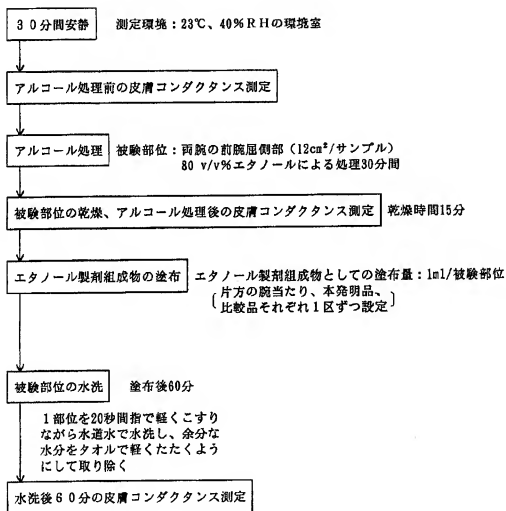 30分間安静 測定環境：23℃、40％RHの環境室
アルコール処理前の皮膚コンダクタンス測定
アルコール処理 被験部位：両腕の前腕屈側部（12cm²/サンプル）
80 v/v%エタノールによる処理30分間
被験部位の乾燥、アルコール処理後の皮膚コンダクタンス測定 乾燥時間15分
エタノール製剤組成物の塗布 エタノール製剤組成物としての塗布量：1ml/被験部位
片方の腕当たり、本発明品、
比較品それぞれ1区ずつ設定
被験部位の水洗 塗布後60分
1部位を20秒間指で軽くこすり
ながら水道水で水洗し、余分な
水分をタオルで軽くたたくよう
にして取り除く
水洗後60分の皮膚コンダクタンス測定